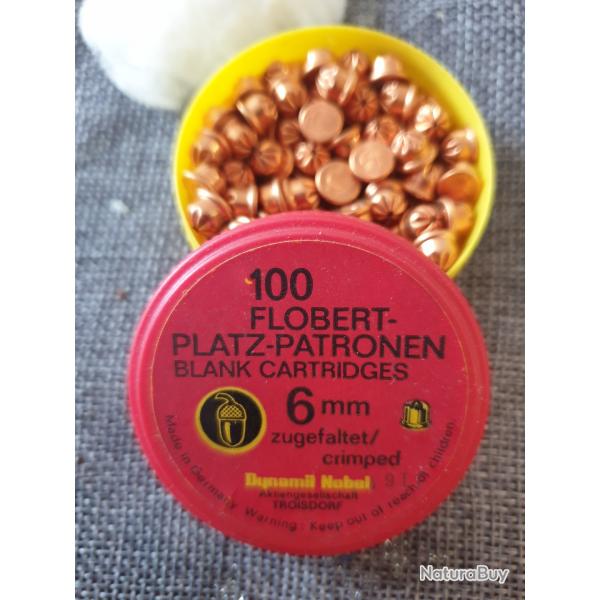 100
FLOBERT-
PLATZ-PATRONEN
BLANK CARTRIDGES
6 mm
zugefaltet/
crimped
Dynamit Nobel
Aktiengesellschaft
TROISDORF
Made in Germany. Warning: Keep out of reach of children.
NaturaBuy